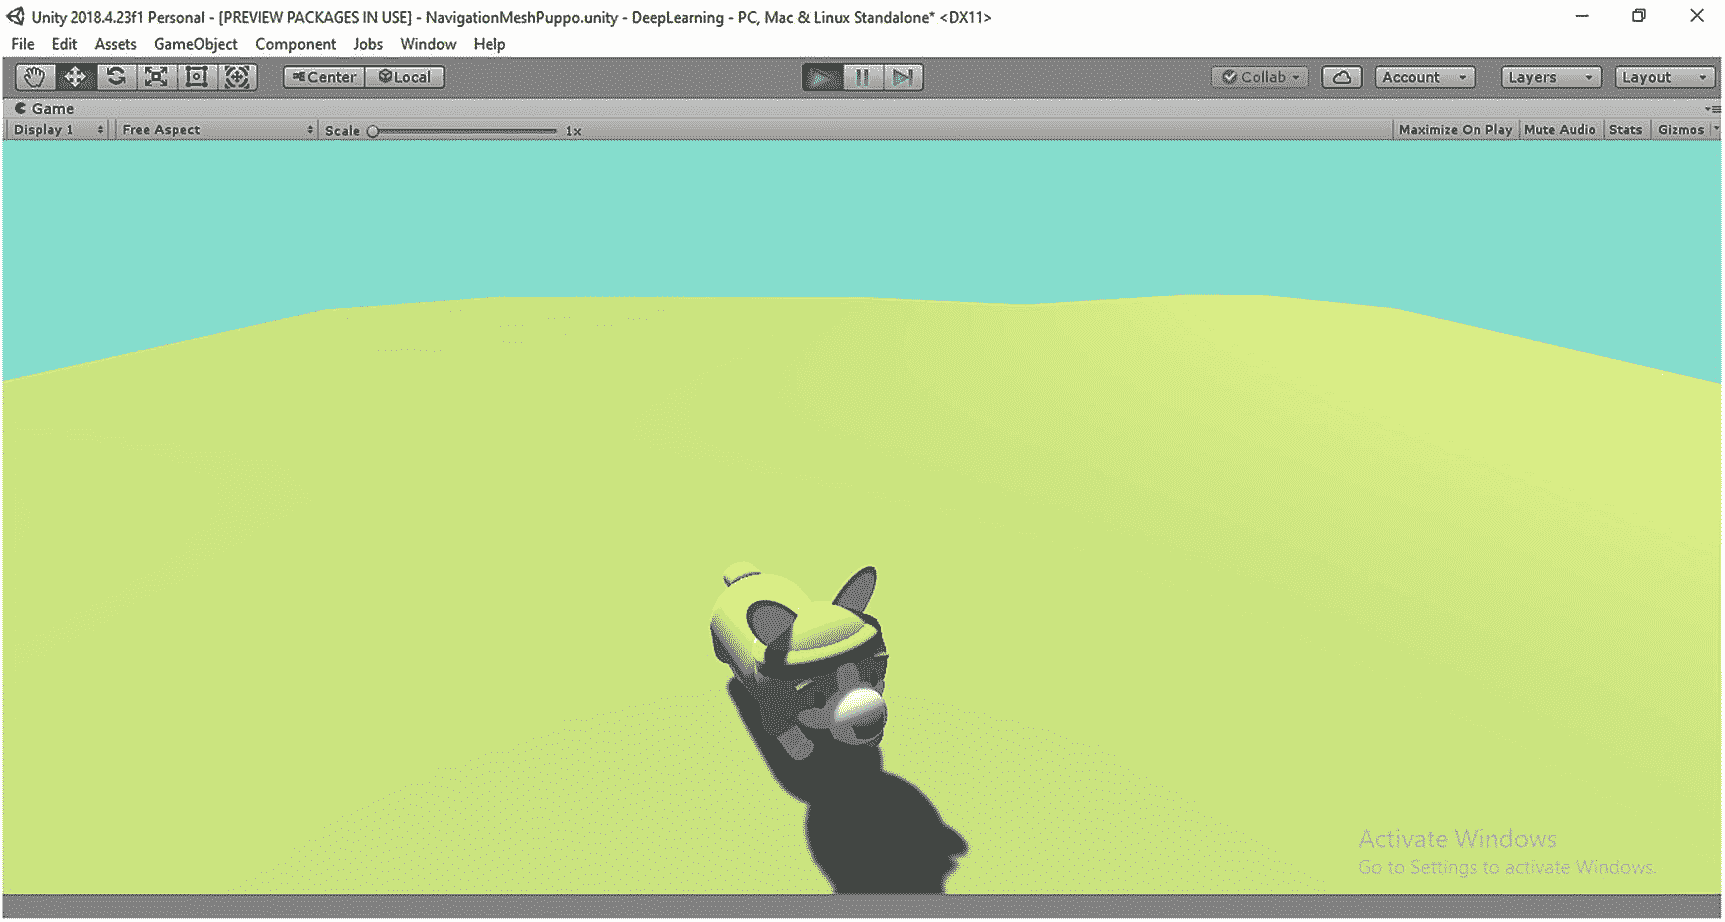 Unity 2018.4.23f1 Personal - [PREVIEW PACKAGES IN USE] - NavigationMeshPuppo.unity - DeepLearning - PC, Mac & Linux Standalone* <DX11>
File Edit Assets GameObject Component Jobs Window Help
Center Local Collab Account Layers Layout
Game
Display 1 Free Aspect Scale 1x Maximize On Play Mute Audio Stats Gizmos
Activate Windows
Go to Settings to activate Windows.